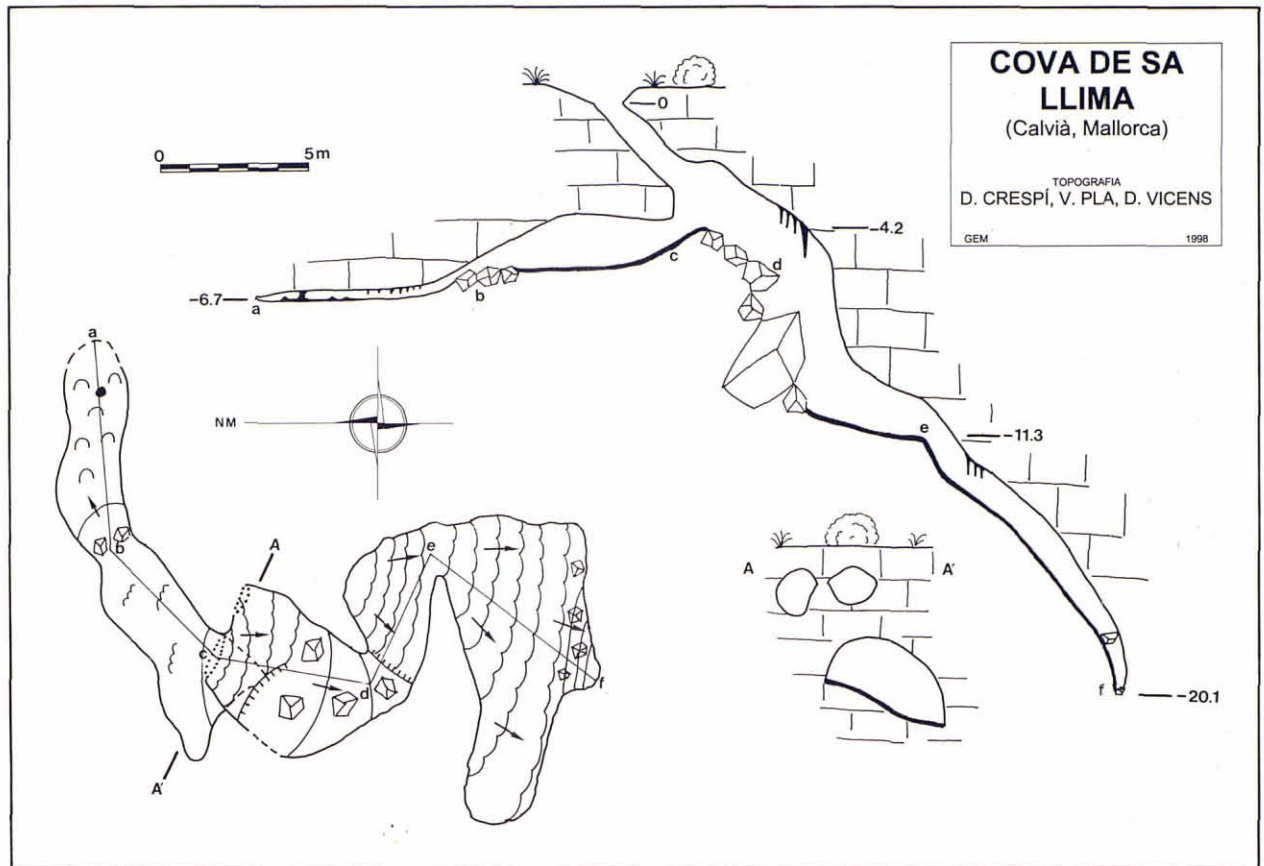 COVA DE SA
LLIMA
(Calvià, Mallorca)
TOPOGRAFIA
D. CRESPÍ, V. PLA, D. VICENS
GEM 1998
0 5m
0
-4.2
-6.7
-11.3
-20.1
a
b
c
d
e
f
NM
a
b
c
d
e
f
A
A'
A A'